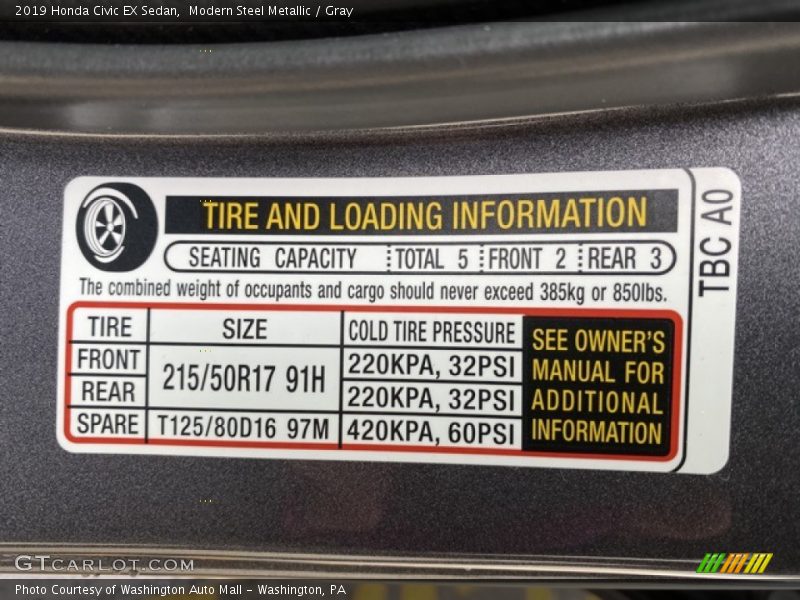 2019 Honda Civic EX Sedan,  Modern Steel Metallic / Gray
TIRE AND LOADING INFORMATION
SEATING CAPACITY TOTAL 5 FRONT 2 REAR 3
The combined weight of occupants and cargo should never exceed 385kg or 850lbs.
TIRE SIZE COLD TIRE PRESSURE
FRONT 215/50R17 91H 220KPA, 32PSI
REAR 220KPA, 32PSI
SPARE T125/80D16 97M 420KPA, 60PSI
SEE OWNER'S
MANUAL FOR
ADDITIONAL
INFORMATION
TBC A0
GTCARLOT.COM
Photo Courtesy of Washington Auto Mall - Washington, PA